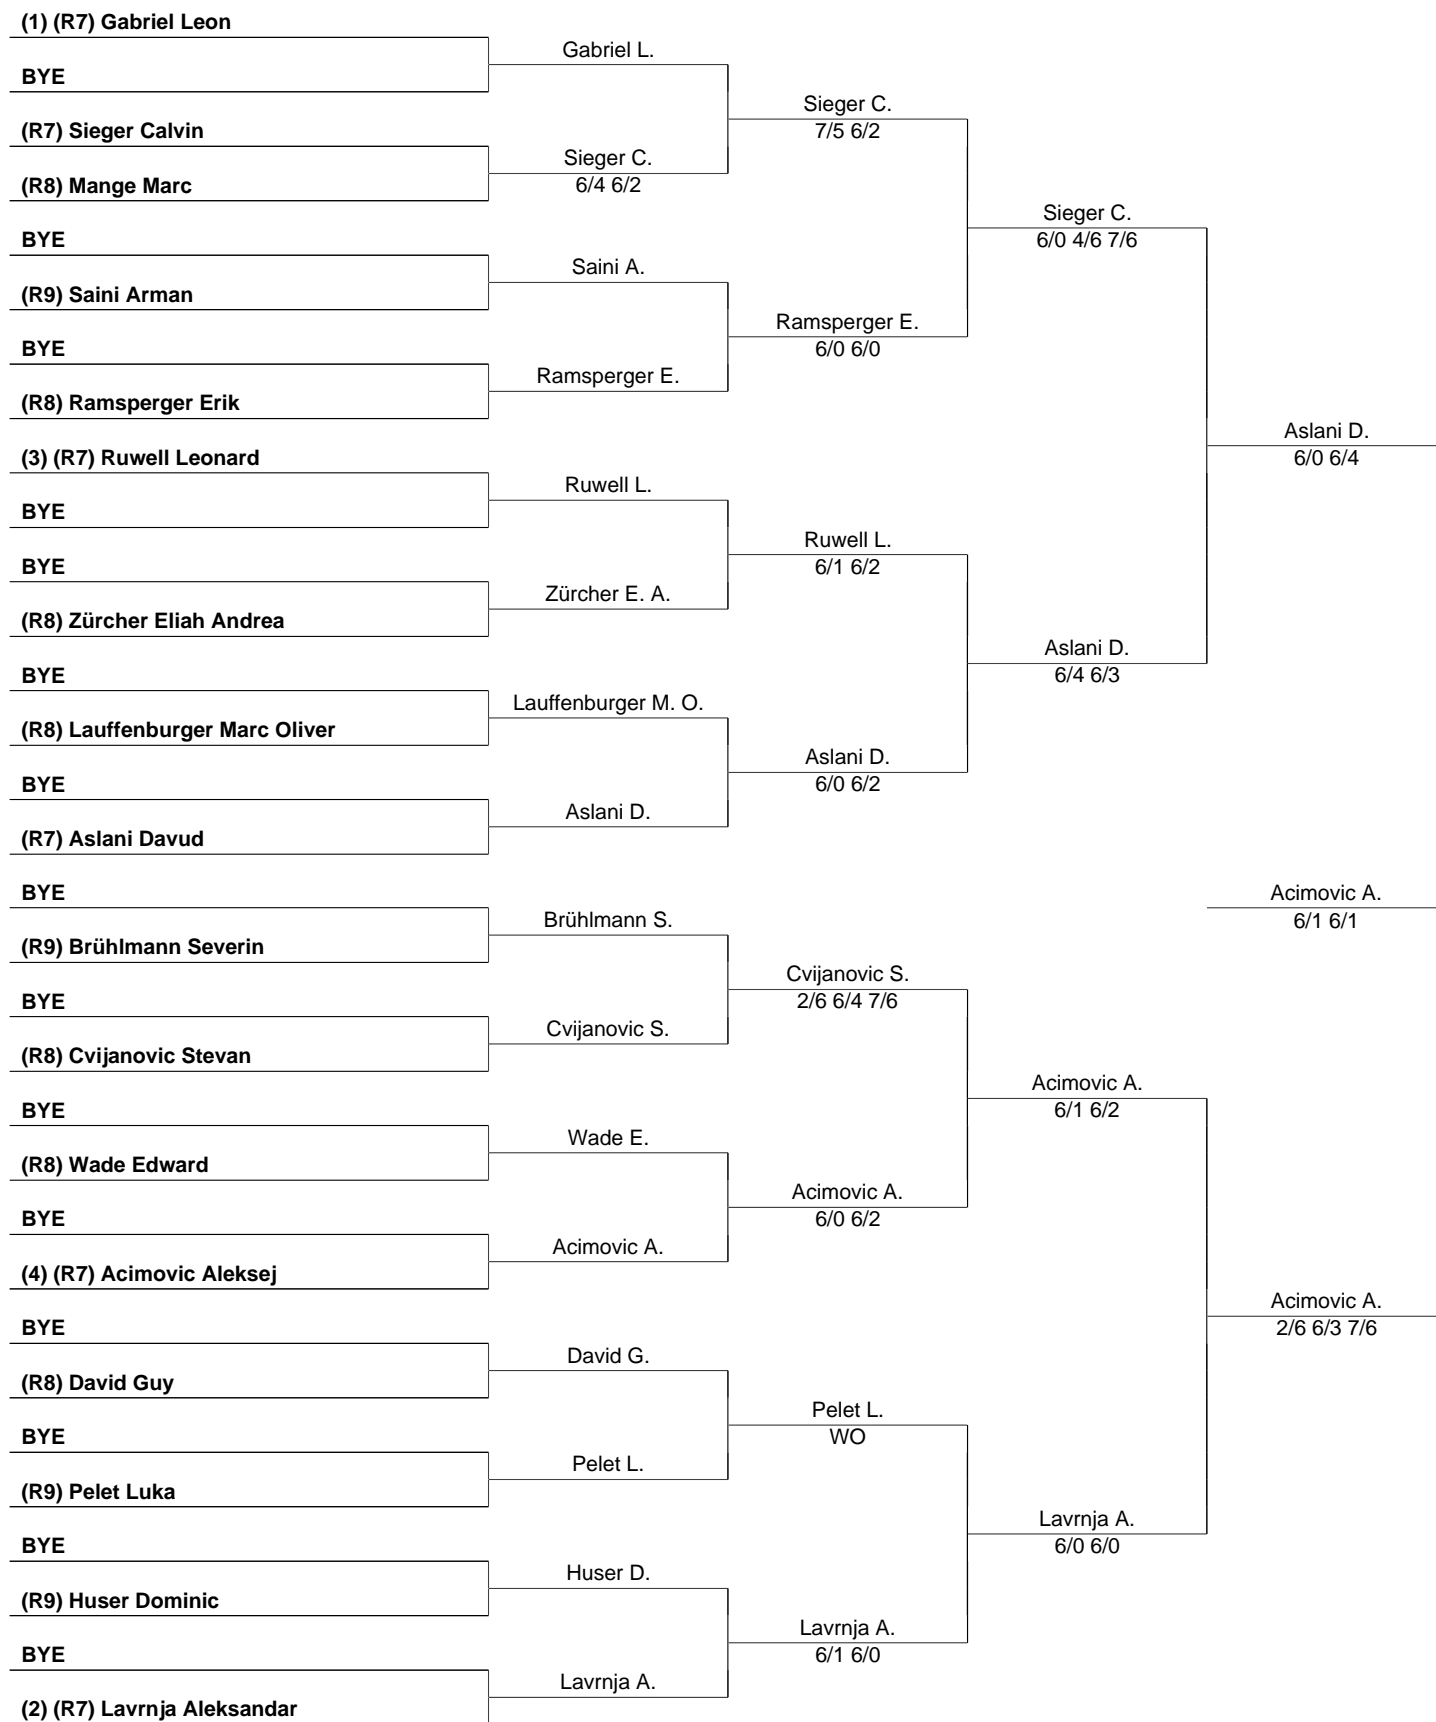 (1) (R7) Gabriel Leon
Gabriel L.
BYE
Sieger C.
7/5 6/2
(R7) Sieger Calvin
Sieger C.
6/4 6/2
(R8) Mange Marc
Sieger C.
6/0 4/6 7/6
BYE
Saini A.
(R9) Saini Arman
Ramsperger E.
6/0 6/0
BYE
Ramsperger E.
(R8) Ramsperger Erik
Aslani D.
6/0 6/4
(3) (R7) Ruwell Leonard
Ruwell L.
BYE
Ruwell L.
6/1 6/2
BYE
Zürcher E. A.
(R8) Zürcher Eliah Andrea
Aslani D.
6/4 6/3
BYE
Lauffenburger M. O.
(R8) Lauffenburger Marc Oliver
Aslani D.
6/0 6/2
BYE
Aslani D.
(R7) Aslani Davud
BYE
Acimovic A.
6/1 6/1
Brühlmann S.
(R9) Brühlmann Severin
Cvijanovic S.
2/6 6/4 7/6
BYE
Cvijanovic S.
(R8) Cvijanovic Stevan
Acimovic A.
6/1 6/2
BYE
Wade E.
(R8) Wade Edward
Acimovic A.
6/0 6/2
BYE
Acimovic A.
(4) (R7) Acimovic Aleksej
Acimovic A.
2/6 6/3 7/6
BYE
David G.
(R8) David Guy
Pelet L.
WO
BYE
Pelet L.
(R9) Pelet Luka
Lavrnja A.
6/0 6/0
BYE
Huser D.
(R9) Huser Dominic
Lavrnja A.
6/1 6/0
BYE
Lavrnja A.
(2) (R7) Lavrnja Aleksandar